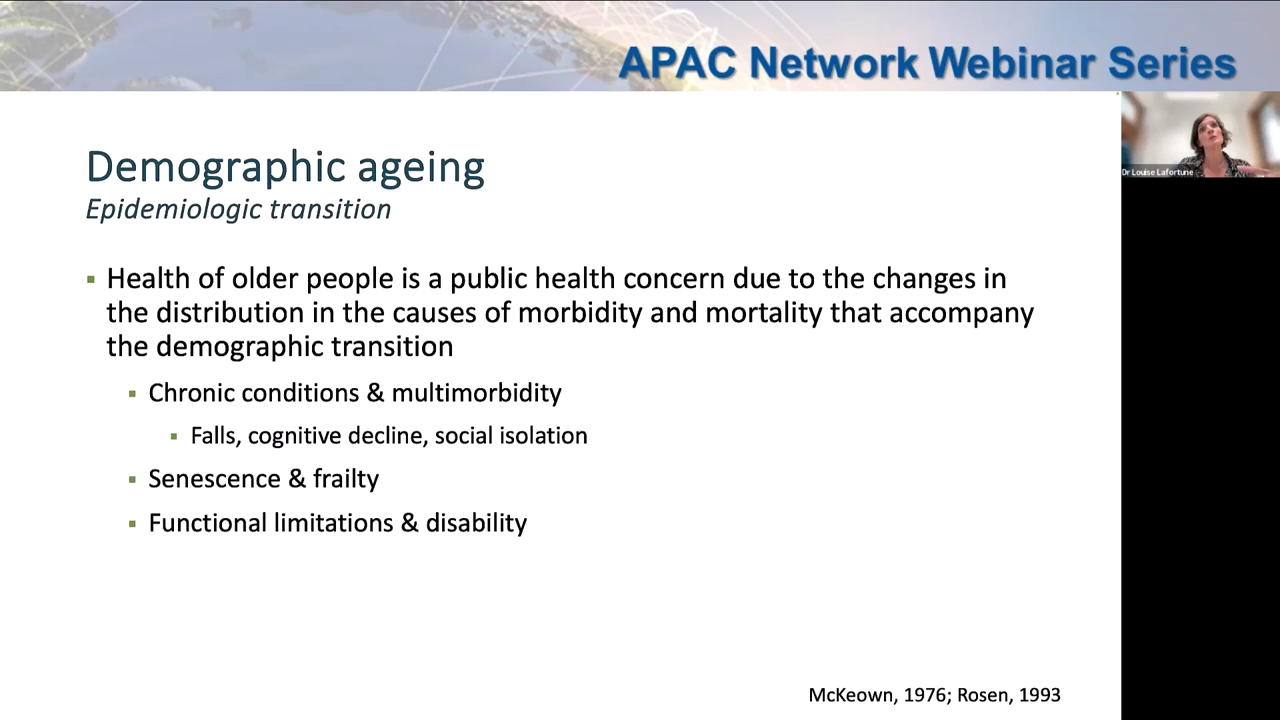 APAC Network Webinar Series
Dr Louise Lafortune
Demographic ageing
Epidemiologic transition
▪ Health of older people is a public health concern due to the changes in
the distribution in the causes of morbidity and mortality that accompany
the demographic transition
▪ Chronic conditions & multimorbidity
▪ Falls, cognitive decline, social isolation
▪ Senescence & frailty
▪ Functional limitations & disability
McKeown, 1976; Rosen, 1993